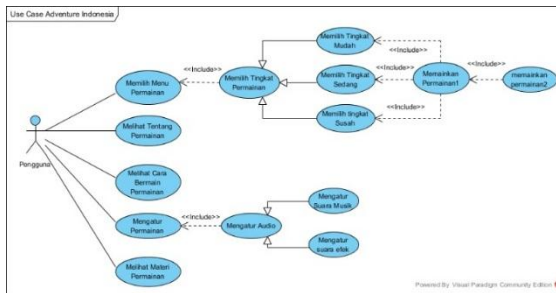 Use Case Adventure Indonesia
Memilih Tingkat
Mudah
<<Include>>
<<Include>>
Memilih Menu
Permainan
Memilih Tingkat
Permainan
Memilih Tingkat
Sedang
<<Include>>
Memainkan
Permainan1
<<Include>>
memainkan
permainan2
<<Include>>
Melihat Tentang
Permainan
Memilih tingkat
Susah
Pengguna
Melihat Cara
Bermain
Permainan
Mengatur
Suara Musik
Mengatur
Permainan
<<Include>>
Mengatur Audio
Mengatur
suara efek
Melihat Materi
Permainan
Powered By Visual Paradigm Community Edition